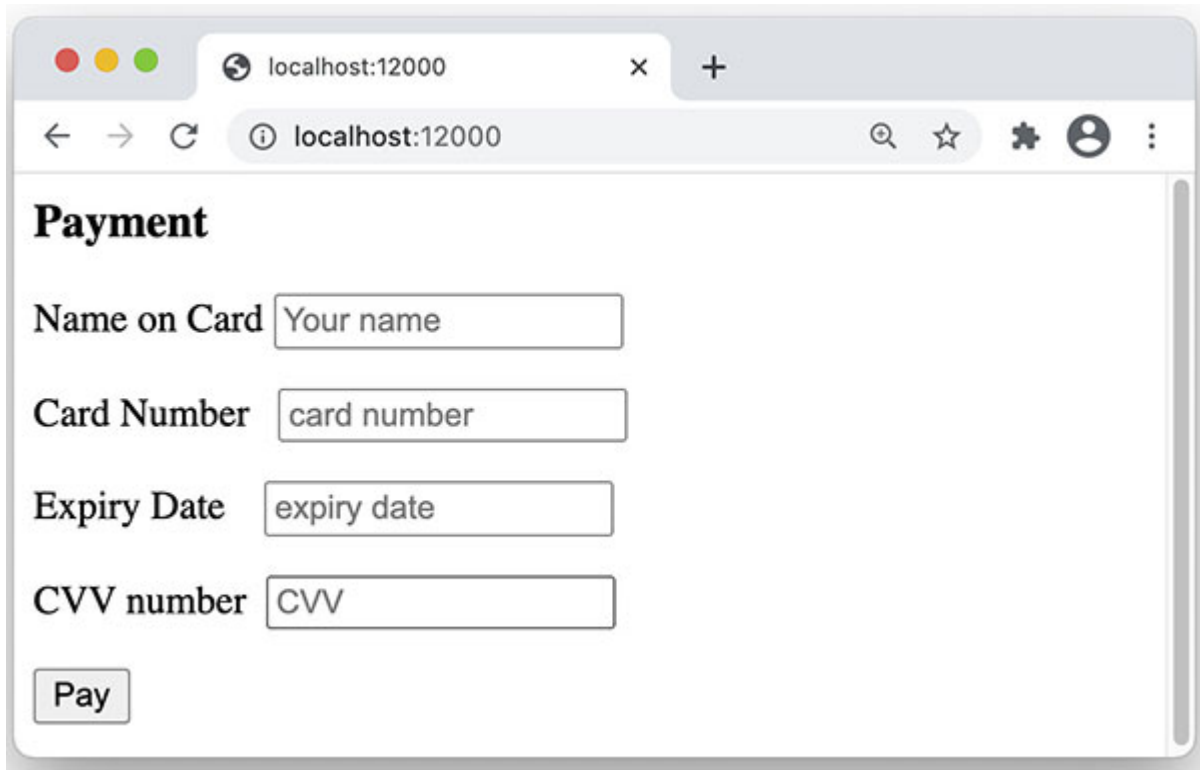 localhost:12000
localhost:12000
Payment
Name on Card Your name
Card Number card number
Expiry Date expiry date
CVV number CVV
Pay